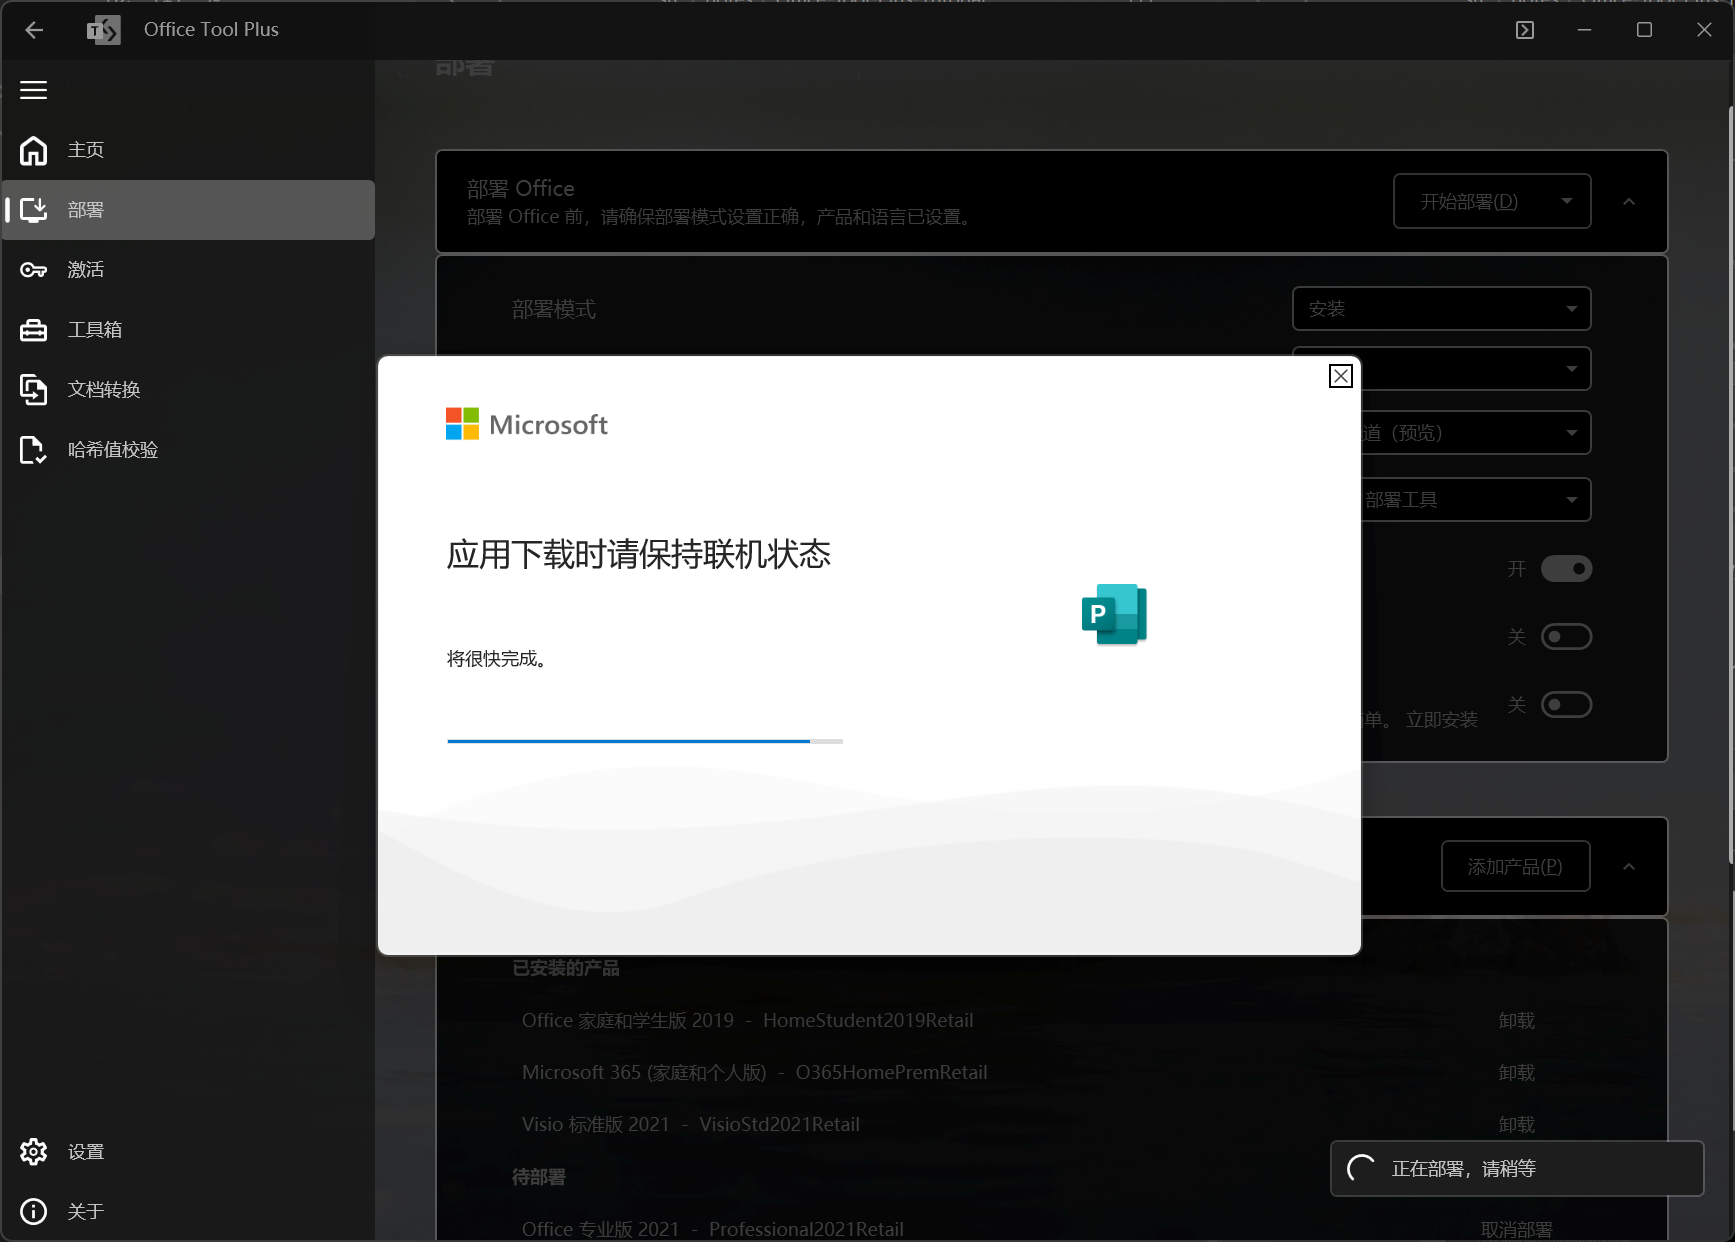 Office Tool Plus
部署
主页
部署
激活
工具箱
文档转换
哈希值校验
设置
关于
部署 Office
部署 Office 前，请确保部署模式设置正确，产品和语言已设置。
开始部署(D)
部署模式
安装
道（预览）
部署工具
开
关
关
单。 立即安装
Microsoft
应用下载时请保持联机状态
将很快完成。
P
添加产品(P)
已安装的产品
Office 家庭和学生版 2019 - HomeStudent2019Retail
卸载
Microsoft 365 (家庭和个人版) - O365HomePremRetail
卸载
Visio 标准版 2021 - VisioStd2021Retail
卸载
待部署
Office 专业版 2021 - Professional2021Retail
取消部署
正在部署，请稍等